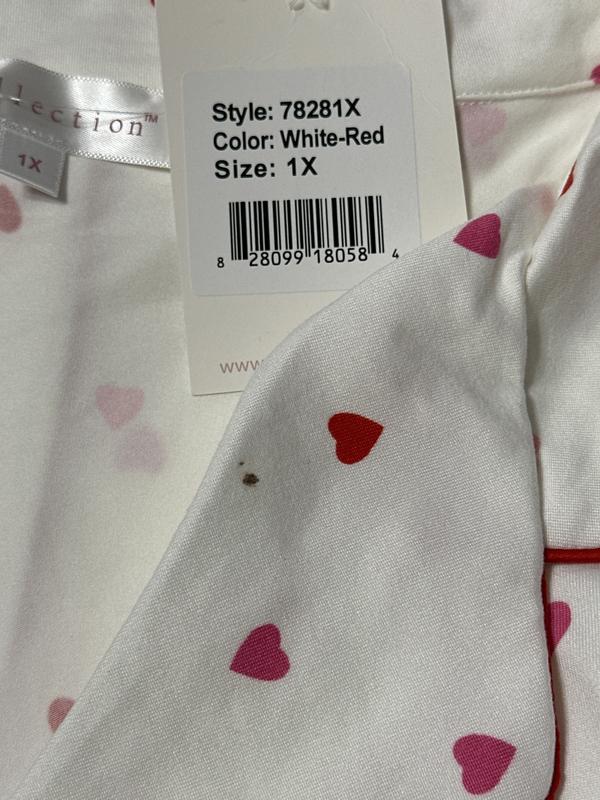 llection™
1X
Style: 78281X
Color: White-Red
Size: 1X
8 28099 18058 4
www.